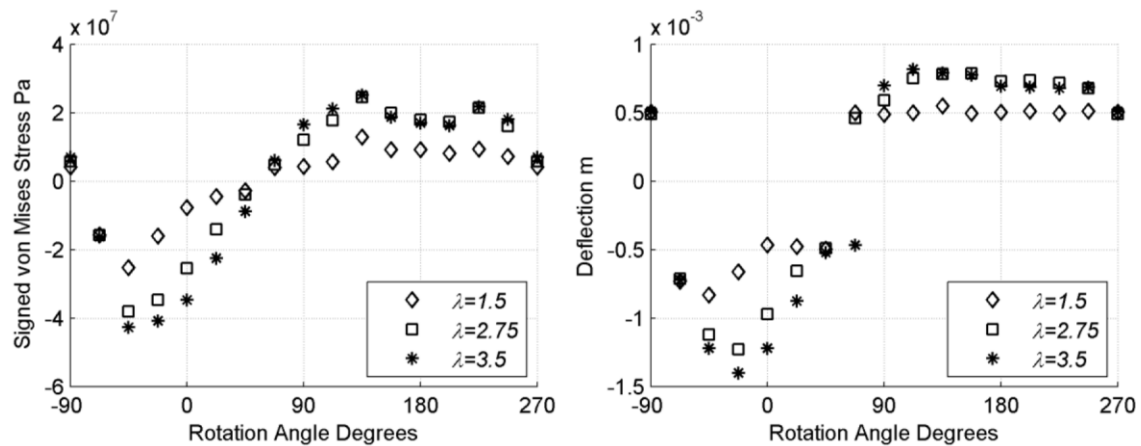 x 10^7
4
2
0
-2
-4
-6
-90
0
90
180
270
Signed von Mises Stress Pa
Rotation Angle Degrees
λ=1.5
λ=2.75
λ=3.5
x 10^-3
1
0.5
0
-0.5
-1
-1.5
-90
0
90
180
270
Deflection m
Rotation Angle Degrees
λ=1.5
λ=2.75
λ=3.5